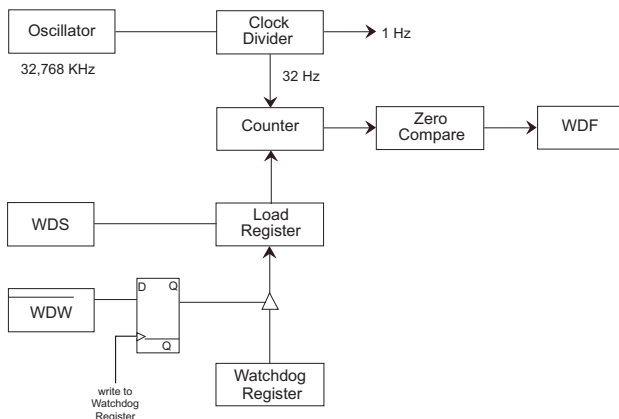 Oscillator
Clock
Divider
1 Hz
32,768 KHz
32 Hz
Counter
Zero
Compare
WDF
WDS
Load
Register
WDW
D Q
Q
Watchdog
Register
write to
Watchdog
Register